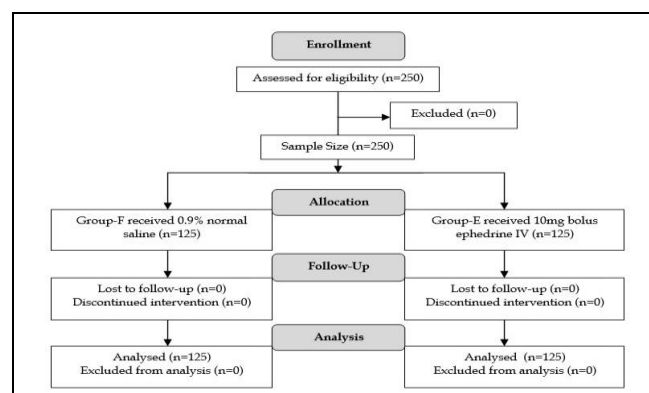 Enrollment
Assessed for eligibility (n=250)
Excluded (n=0)
Sample Size (n=250)
Allocation
Group-F received 0.9% normal
saline (n=125)
Group-E received 10mg bolus
ephedrine IV (n=125)
Follow-Up
Lost to follow-up (n=0)
Discontinued intervention (n=0)
Lost to follow-up (n=0)
Discontinued intervention (n=0)
Analysis
Analysed (n=125)
Excluded from analysis (n=0)
Analysed (n=125)
Excluded from analysis (n=0)